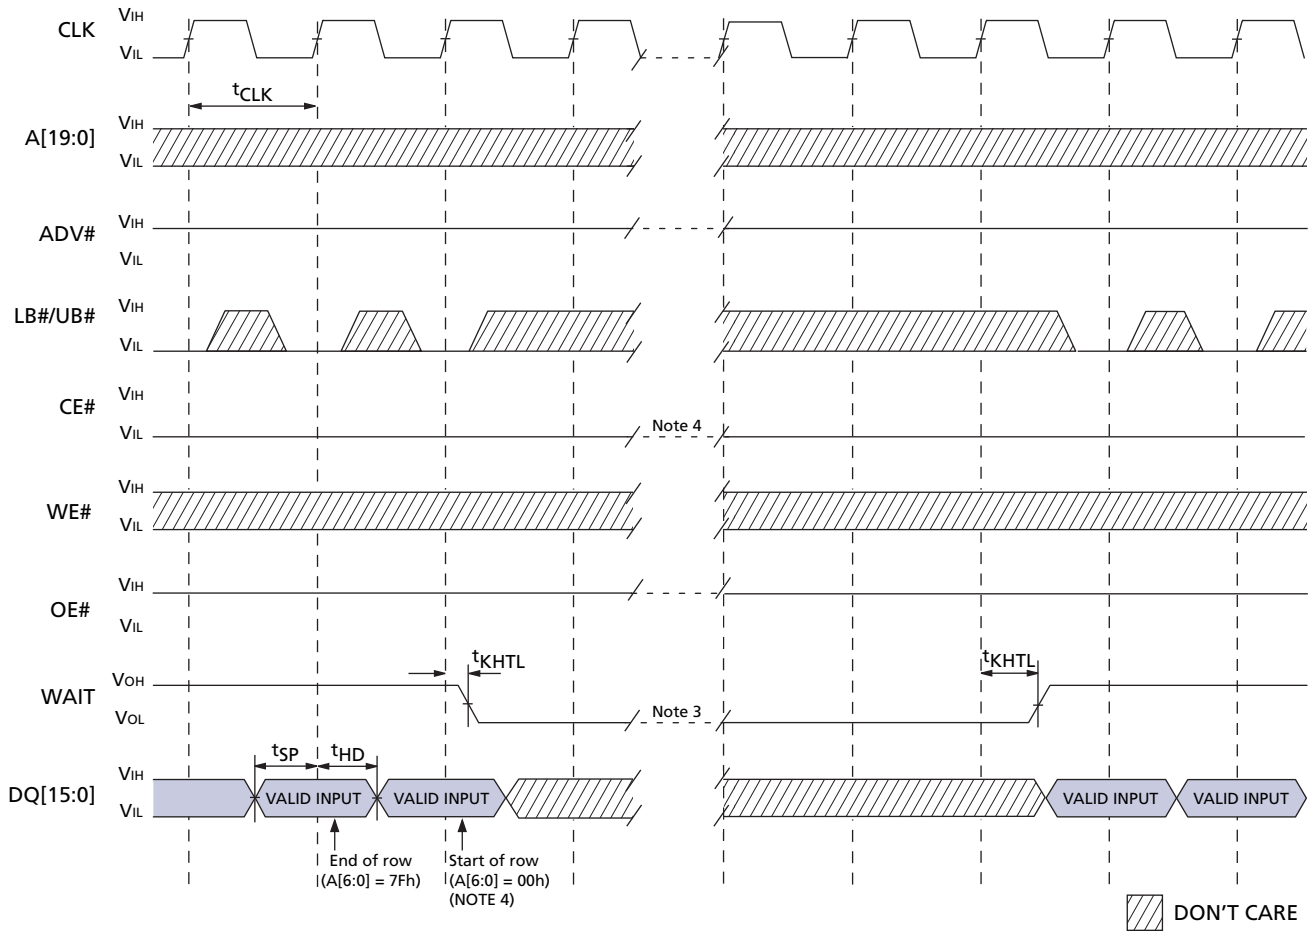 CLK VIH
VIL
tCLK
A[19:0] VIH
VIL
ADV# VIH
VIL
LB#/UB# VIH
VIL
CE# VIH
VIL
Note 4
WE# VIH
VIL
OE# VIH
VIL
tKHTL tKHTL
WAIT VOH
VOL
Note 3
tSP tHD
DQ[15:0] VIH
VIL
VALID INPUT VALID INPUT VALID INPUT VALID INPUT
End of row
(A[6:0] = 7Fh)
Start of row
(A[6:0] = 00h)
(NOTE 4)
DON'T CARE